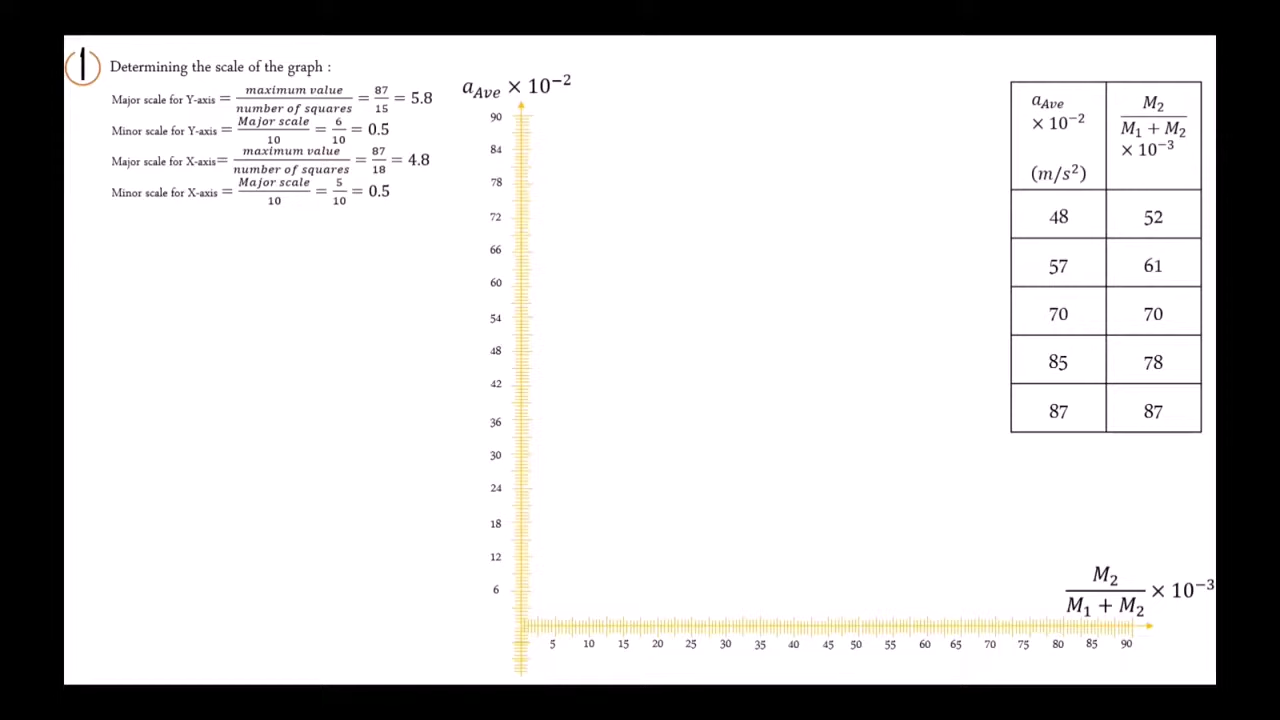 1 Determining the scale of the graph :
Major scale for Y-axis = maximum value / number of squares = 87/15 = 5.8
Minor scale for Y-axis = Major scale / 10 = 6/10 = 0.5
Major scale for X-axis= maximum value / number of squares = 87/18 = 4.8
Minor scale for X-axis = Major scale / 10 = 5/10 = 0.5
a_Ave × 10⁻²
90
84
78
72
66
60
54
48
42
36
30
24
18
12
6
5 10 15 20 25 30 35 40 45 50 55 60 65 70 75 80 85 90
M₂ / M₁ + M₂ × 10⁻³
a_Ave × 10⁻² (m/s²) M₂ / M₁ + M₂ × 10⁻³
48 52
57 61
70 70
85 78
87 87